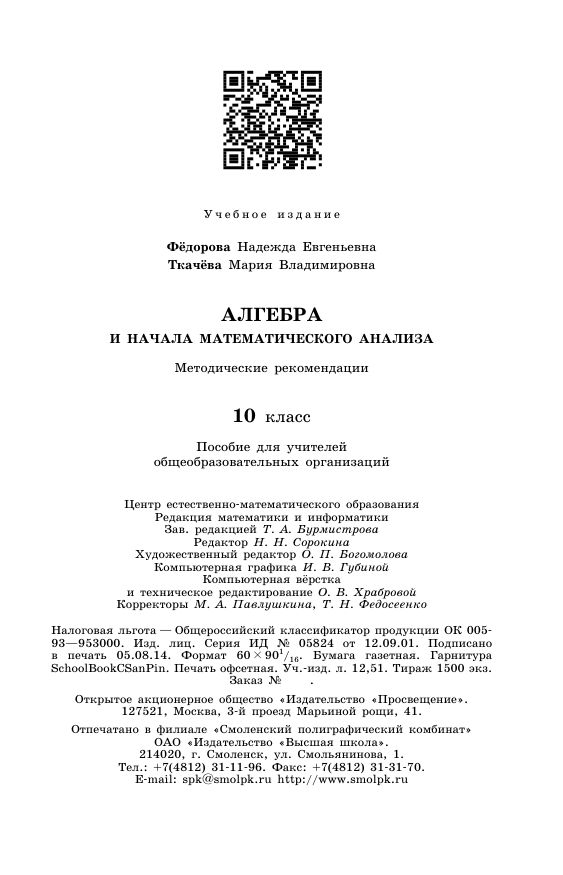 Учебное издание
Фёдорова Надежда Евгеньевна
Ткачёва Мария Владимировна
АЛГЕБРА
И НАЧАЛА МАТЕМАТИЧЕСКОГО АНАЛИЗА
Методические рекомендации
10 класс
Пособие для учителей
общеобразовательных организаций
Центр естественно-математического образования
Редакция математики и информатики
Зав. редакцией Т. А. Бурмистрова
Редактор Н. Н. Сорокина
Художественный редактор О. П. Богомолова
Компьютерная графика И. В. Губиной
Компьютерная вёрстка
и техническое редактирование О. В. Храбровой
Корректоры М. А. Павлушкина, Т. Н. Федосеенко
Налоговая льгота — Общероссийский классификатор продукции ОК 005-
93—953000. Изд. лиц. Серия ИД № 05824 от 12.09.01. Подписано
в печать 05.08.14. Формат 60×90 1/16. Бумага газетная. Гарнитура
SchoolBookCSanPin. Печать офсетная. Уч.-изд. л. 12,51. Тираж 1500 экз.
Заказ № .
Открытое акционерное общество «Издательство «Просвещение».
127521, Москва, 3-й проезд Марьиной рощи, 41.
Отпечатано в филиале «Смоленский полиграфический комбинат»
ОАО «Издательство «Высшая школа».
214020, г. Смоленск, ул. Смольянинова, 1.
Тел.: +7(4812) 31-11-96. Факс: +7(4812) 31-31-70.
E-mail: spk@smolpk.ru http://www.smolpk.ru